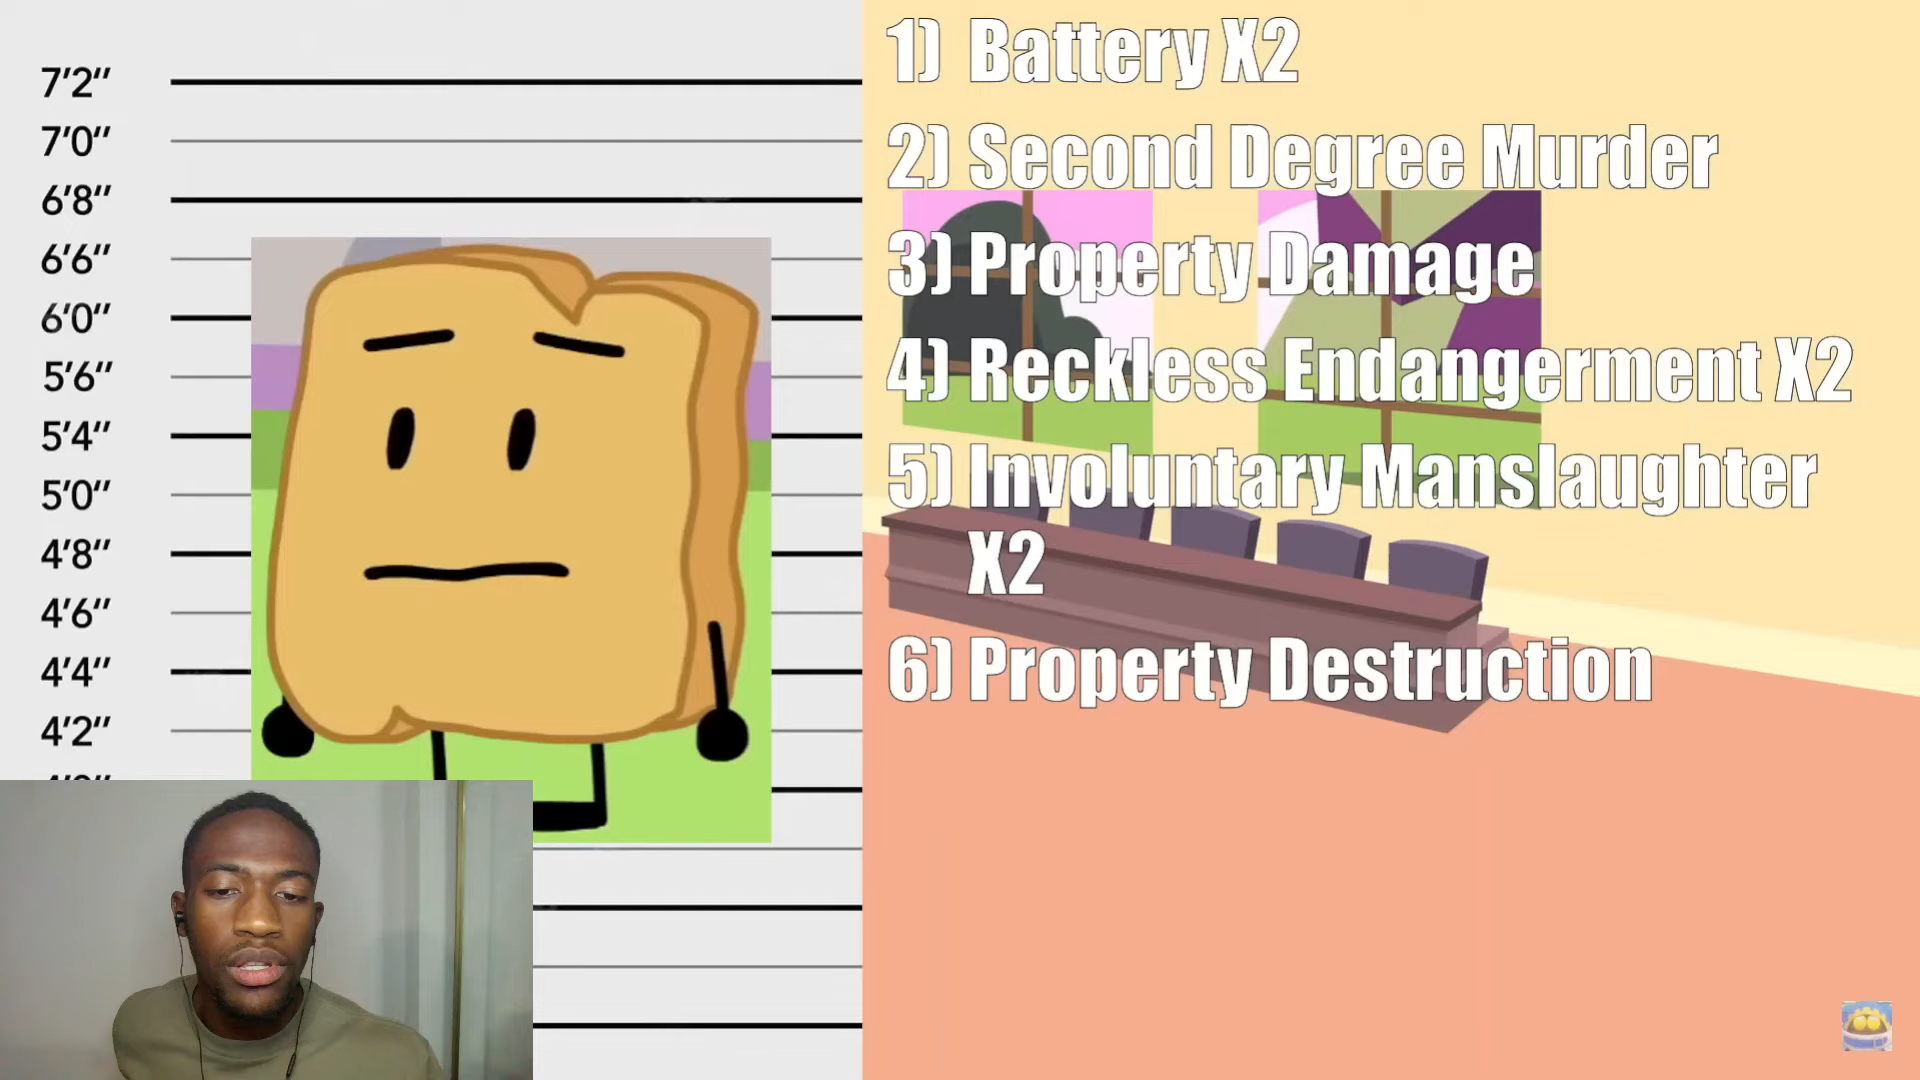 7'2"
7'0"
6'8"
6'6"
6'0"
5'6"
5'4"
5'0"
4'8"
4'6"
4'4"
4'2"
1) Battery X2
2) Second Degree Murder
3) Property Damage
4) Reckless Endangerment X2
5) Involuntary Manslaughter
X2
6) Property Destruction